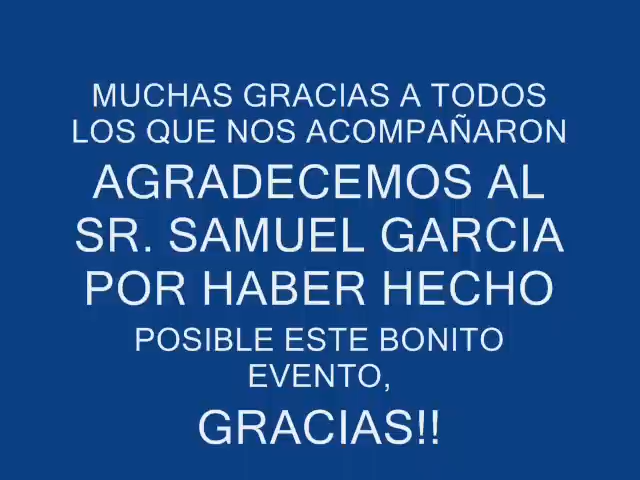 MUCHAS GRACIAS A TODOS
LOS QUE NOS ACOMPAÑARON
AGRADECEMOS AL
SR. SAMUEL GARCIA
POR HABER HECHO
POSIBLE ESTE BONITO
EVENTO,
GRACIAS!!